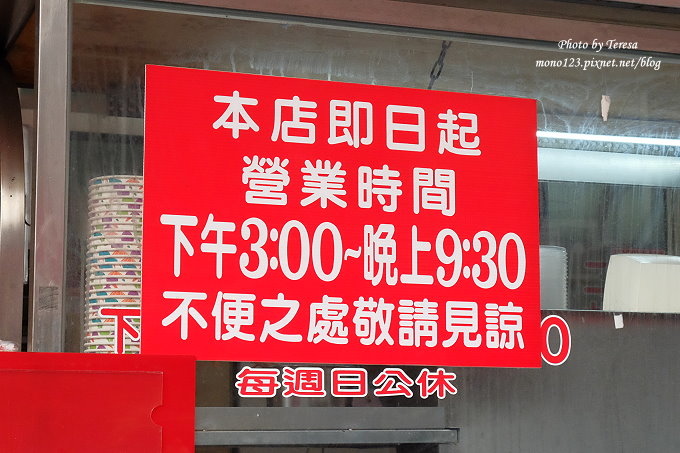 Photo by Teresa
mono123.pixnet.net/blog
本店即日起
營業時間
下午3:00~晚上9:30
不便之處敬請見諒
每週日公休